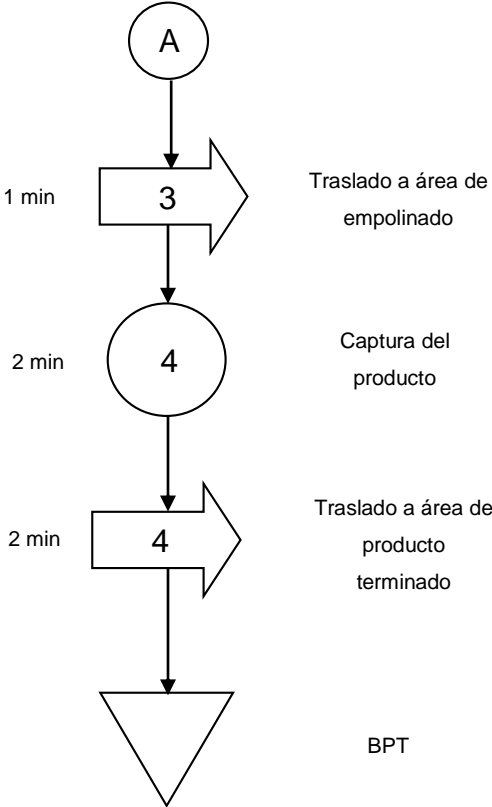 A
1 min
3
Traslado a área de
empolinado
2 min
4
Captura del
producto
2 min
4
Traslado a área de
producto
terminado
BPT